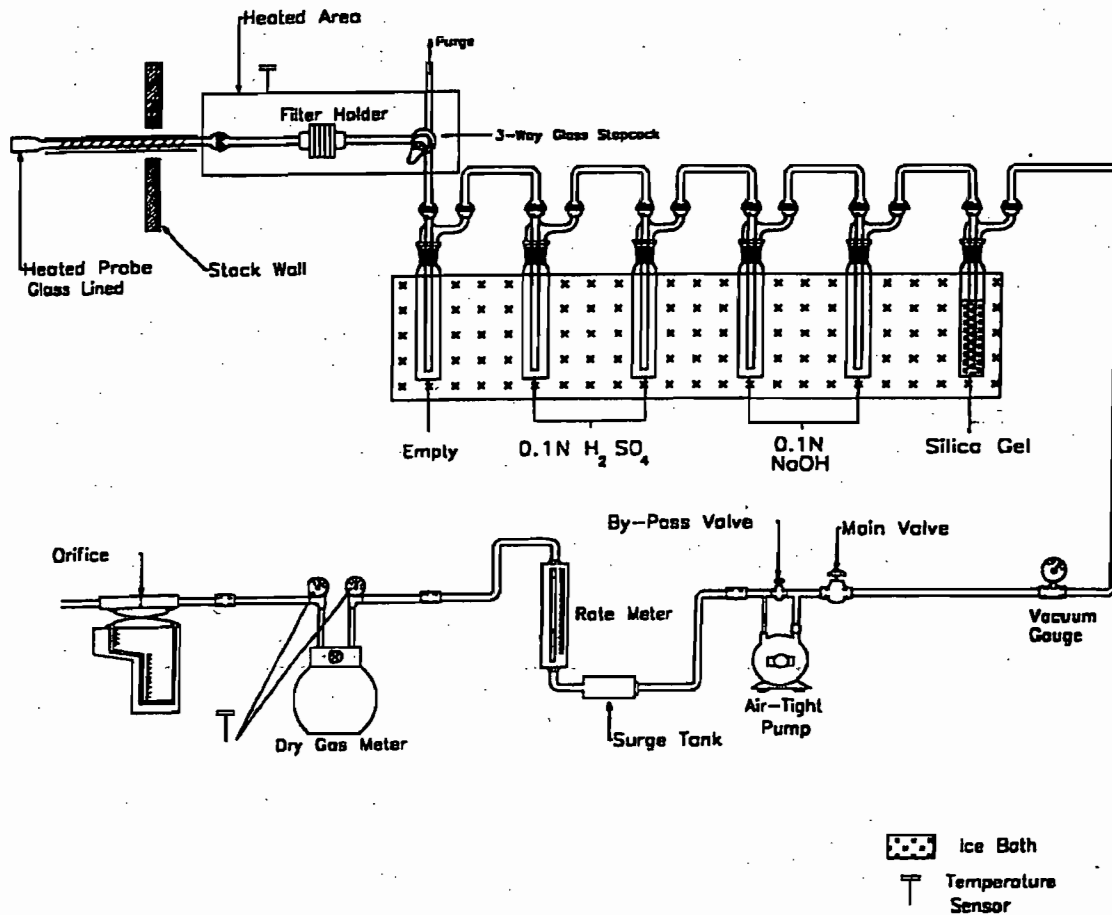 Heated Area
Purge
Filter Holder
3-Way Glass Stopcock
Heated Probe
Glass Lined
Stack Wall
Empty
0.1N H2 SO4
0.1N
NaOH
Silica Gel
By-Pass Valve
Main Valve
Orifice
Rate Meter
Vacuum
Gauge
Air-Tight
Pump
Surge Tank
Dry Gas Meter
Ice Bath
Temperature
Sensor